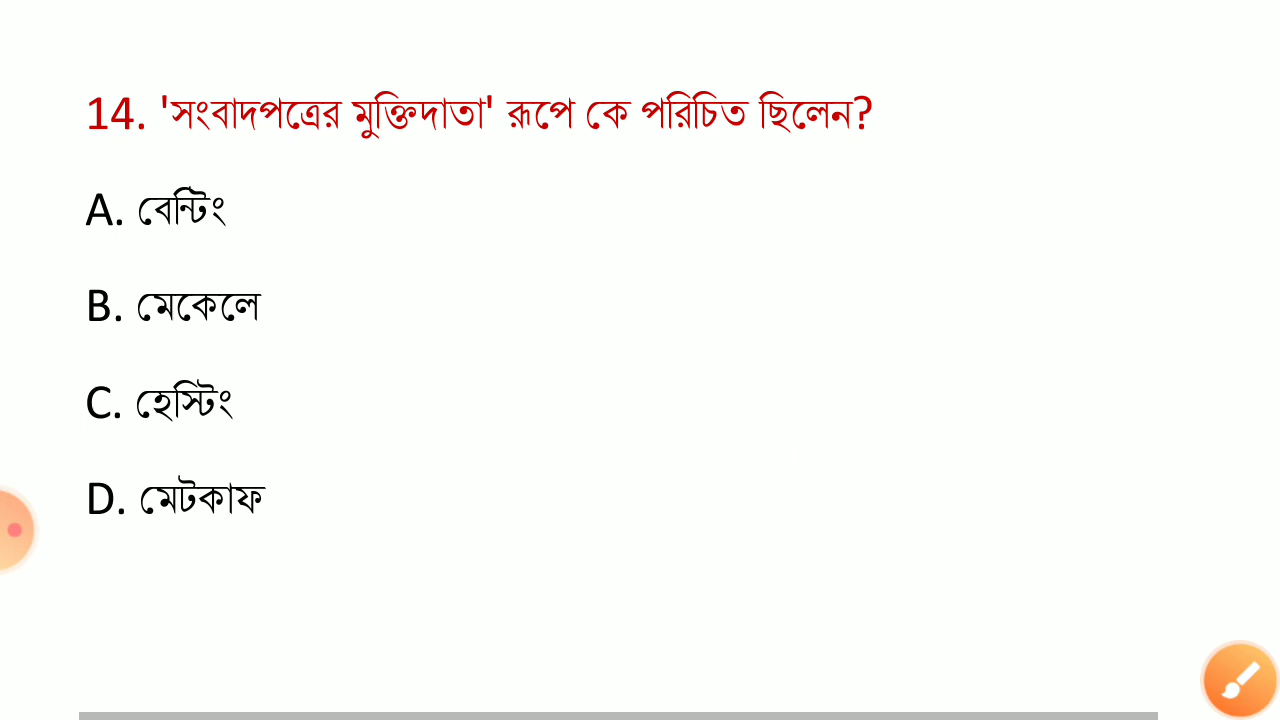 14. 'সংবাদপত্রের মুক্তিদাতা' রূপে কে পরিচিত ছিলেন?
A. বেন্টিং
B. মেকেলে
C. হেস্টিং
D. মেটকাফ